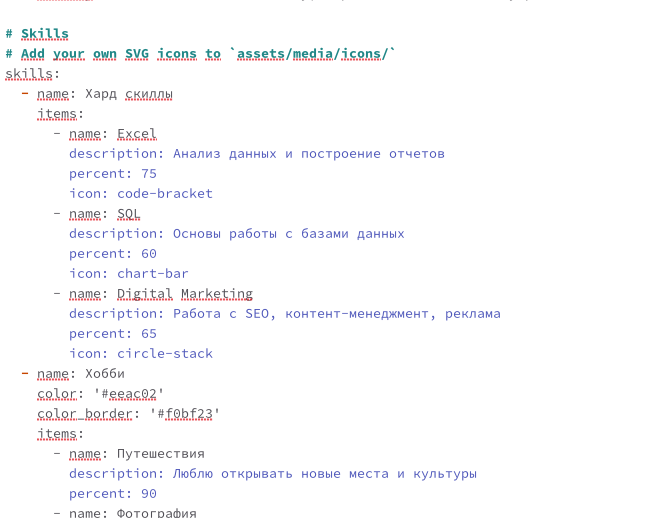 # Skills
# Add your own SVG icons to `assets/media/icons/`
skills:
  - name: Хард скиллы
    items:
      - name: Excel
        description: Анализ данных и построение отчетов
        percent: 75
        icon: code-bracket
      - name: SQL
        description: Основы работы с базами данных
        percent: 60
        icon: chart-bar
      - name: Digital Marketing
        description: Работа с SEO, контент-менеджмент, реклама
        percent: 65
        icon: circle-stack
  - name: Хобби
    color: '#eeac02'
    color_border: '#f0bf23'
    items:
      - name: Путешествия
        description: Люблю открывать новые места и культуры
        percent: 90
      - name: Фотография